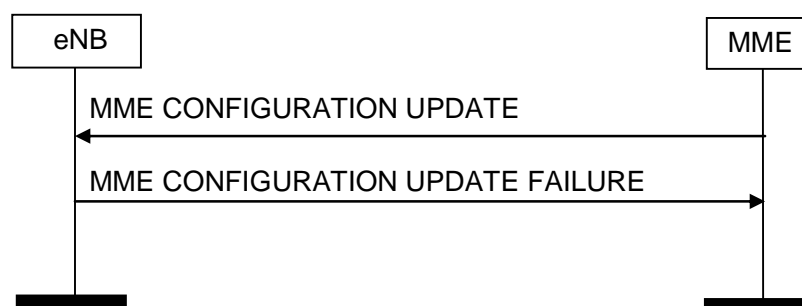 eNB
MME
MME CONFIGURATION UPDATE
MME CONFIGURATION UPDATE FAILURE